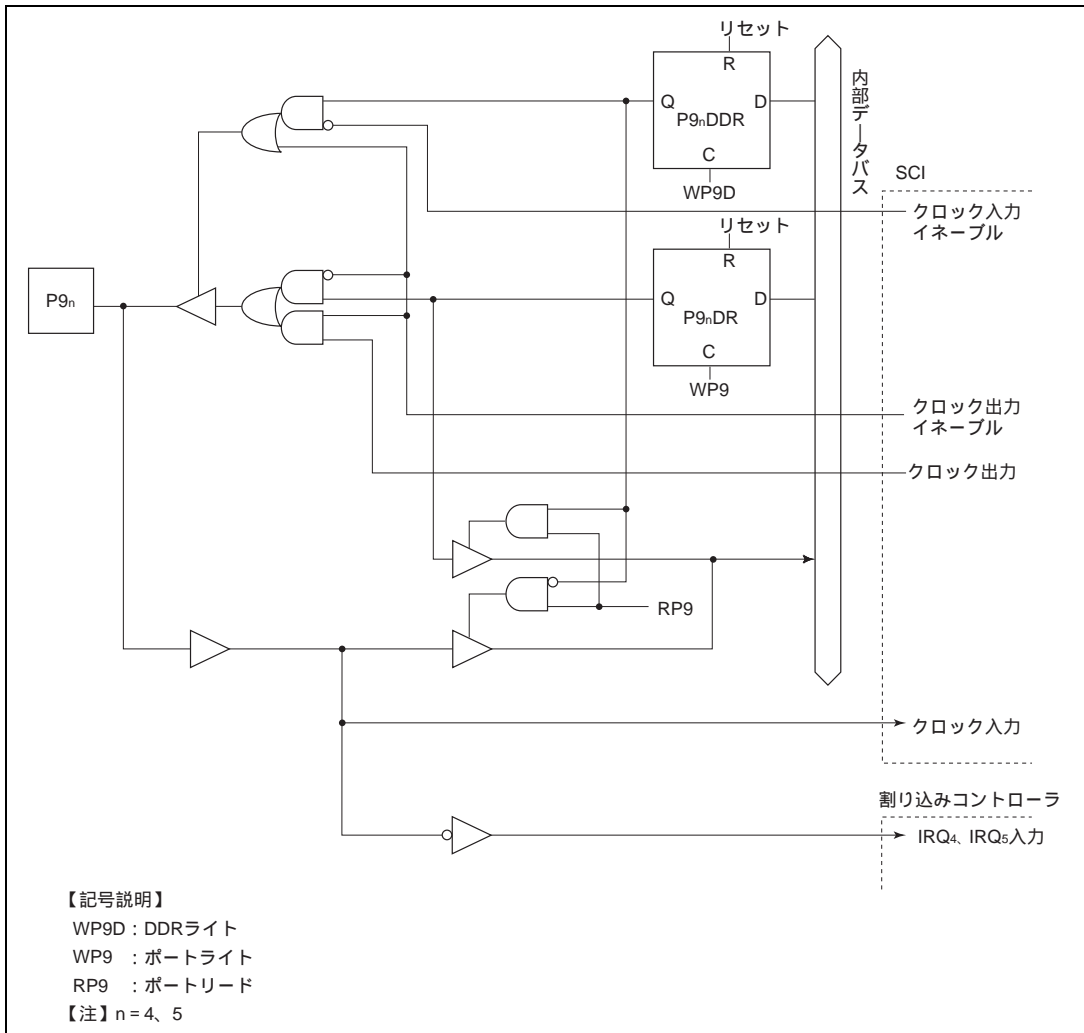 リセット
R
Q
D
P9nDDR
C
WP9D
内部データバス
SCI
クロック入力
イネーブル
リセット
R
P9n
Q
D
P9nDR
C
WP9
クロック出力
イネーブル
クロック出力
RP9
クロック入力
割り込みコントローラ
IRQ4、IRQ5入力
【記号説明】
WP9D：DDRライト
WP9 ：ポートライト
RP9 ：ポートリード
【注】n = 4、5